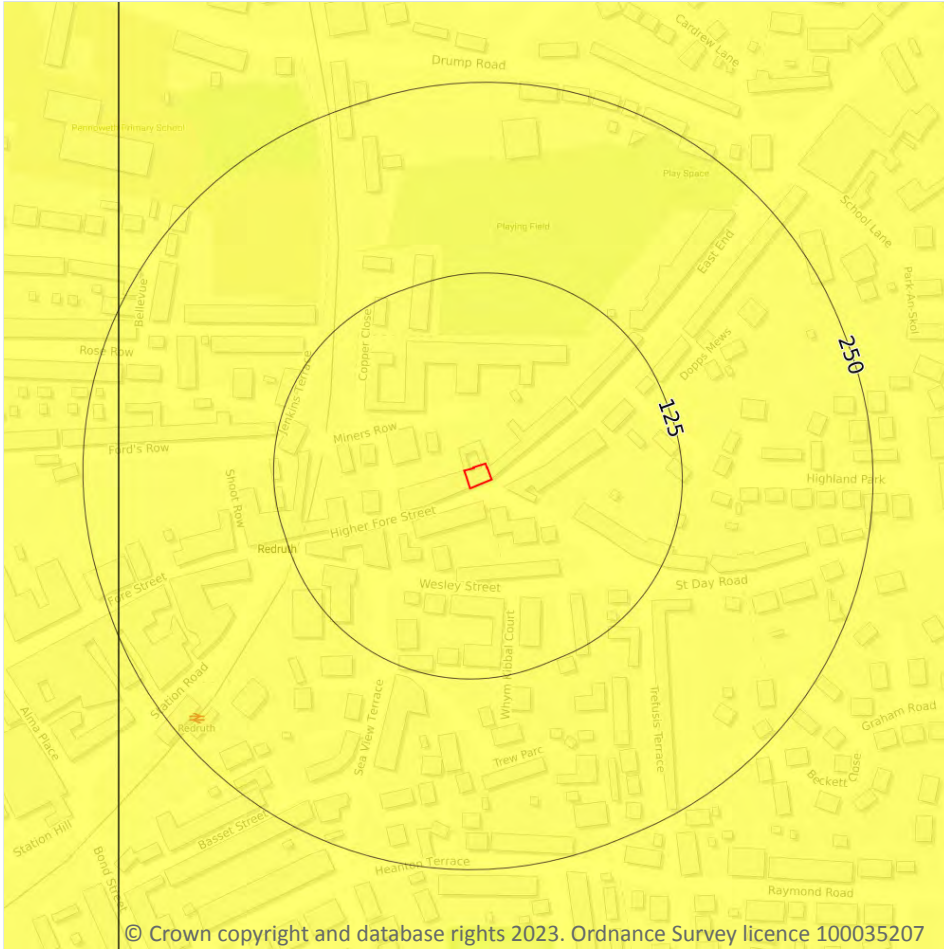 Cardrew Lane
Drump Road
Pennoweth Primary School
Play Space
School Lane
Playing Field
East End
Park-An-Skol
Bellevue
Copper Close
Dopps Mews
250
Rose Row
Jenkins Terrace
125
Miners Row
Ford's Row
Shoot Row
Highland Park
Higher Fore Street
Redruth
Fore Street
Wesley Street
St Day Road
Whym Kibbal Court
Station Road
Sea View Terrace
Trefusis Terrace
Alma Place
Redruth
Graham Road
Trew Parc
Beckett Close
Station Hill
Basset Street
Bond Street
Heanton Terrace
Raymond Road
© Crown copyright and database rights 2023. Ordnance Survey licence 100035207